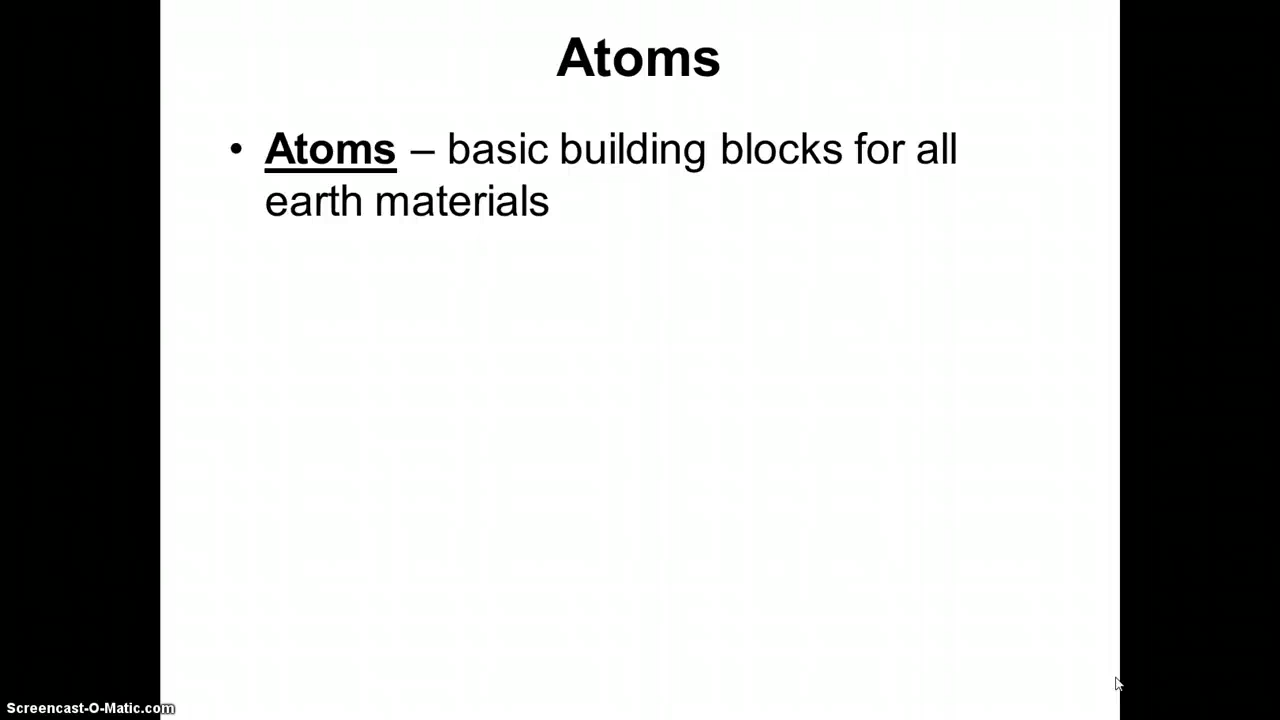 Atoms
• Atoms – basic building blocks for all
earth materials
Screencast-O-Matic.com